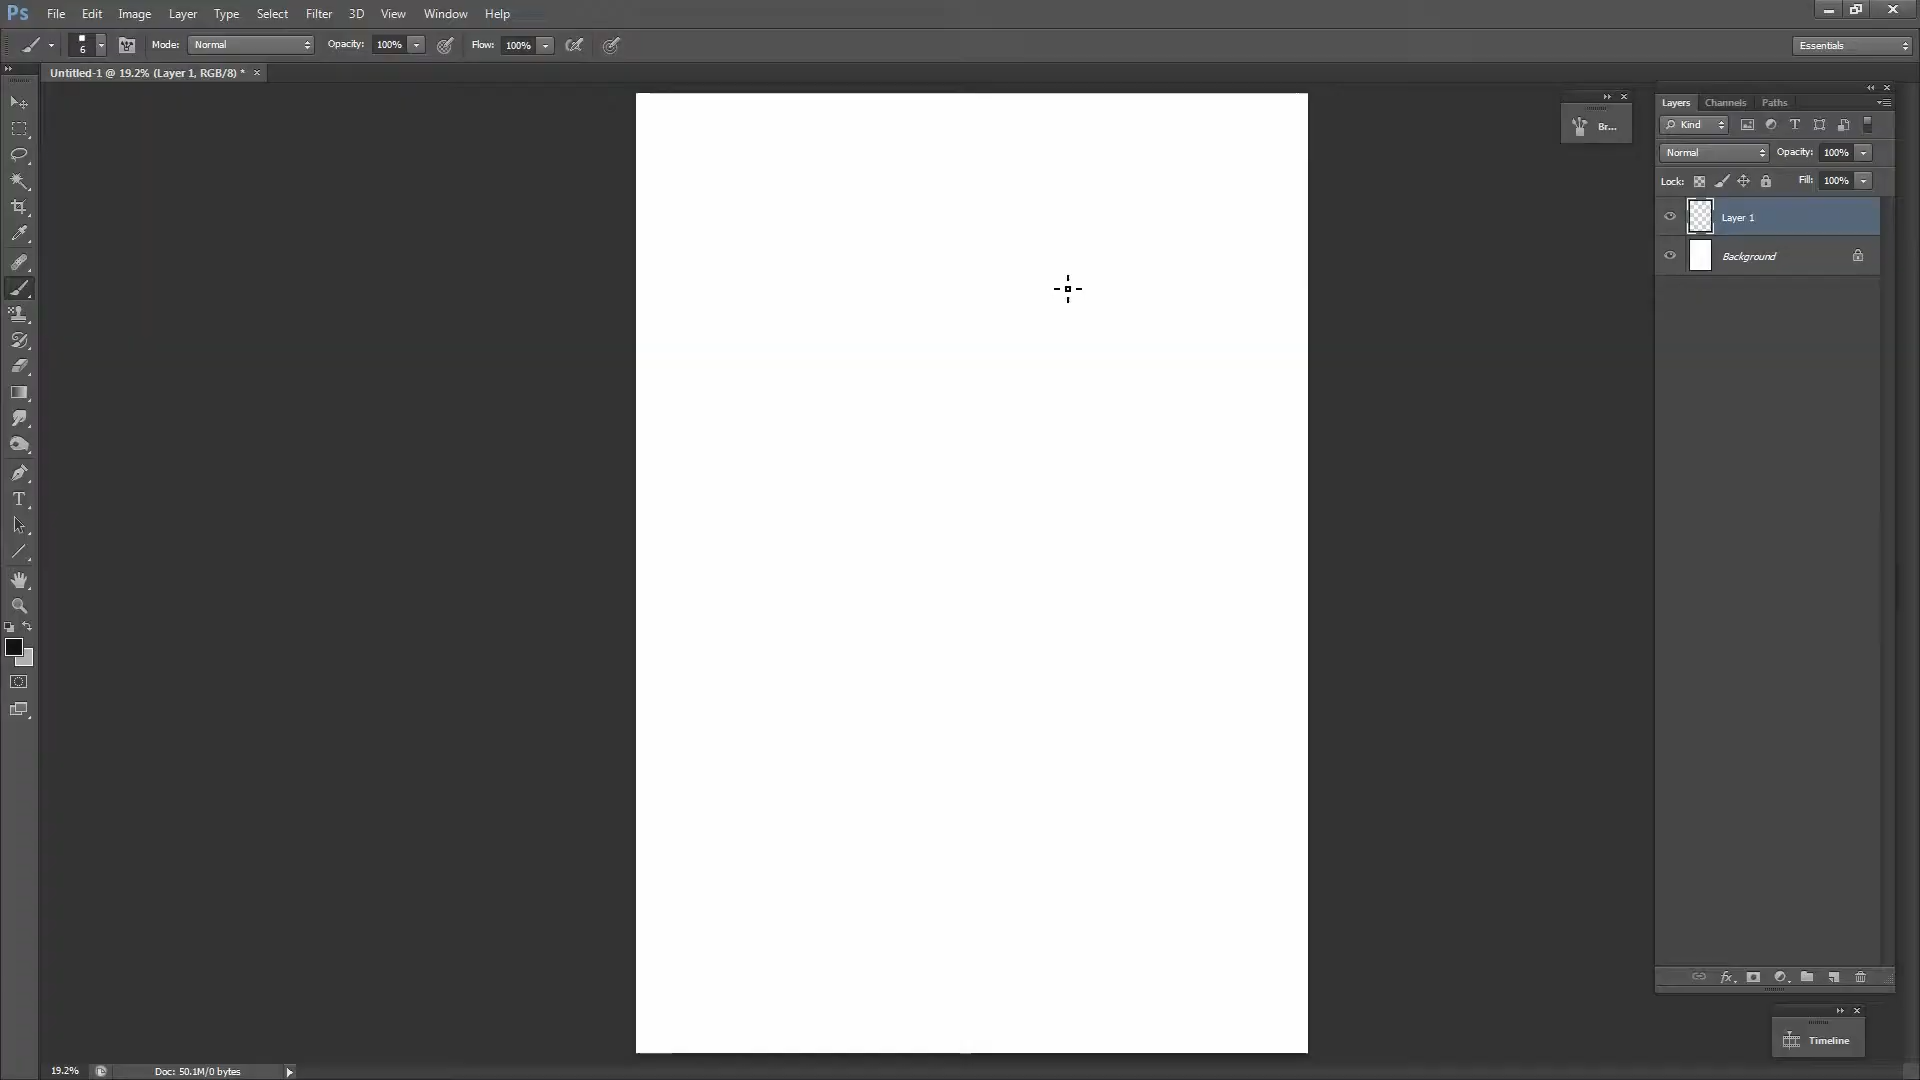 Ps File Edit Image Layer Type Select Filter 3D View Window Help
6 Mode: Normal Opacity: 100% Flow: 100% Essentials
Untitled-1 @ 19.2% (Layer 1, RGB/8) *
Br...
Layers Channels Paths
Kind
Normal Opacity: 100%
Lock: Fill: 100%
Layer 1
Background
fx
Timeline
19.2% Doc: 50.1M/0 bytes